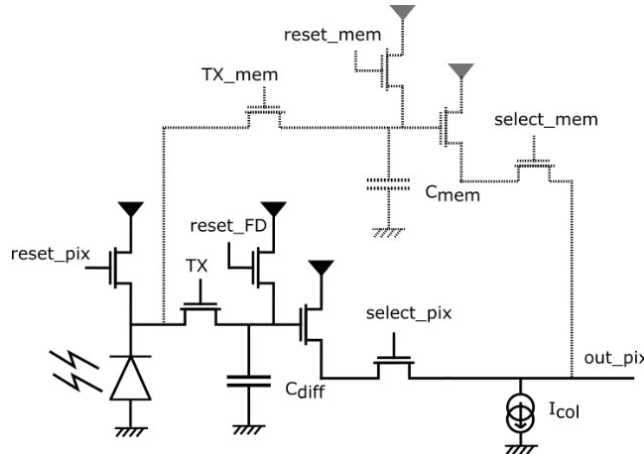 reset_mem
TX_mem
select_mem
Cmem
reset_FD
reset_pix
TX
select_pix
out_pix
Cdiff
Icol